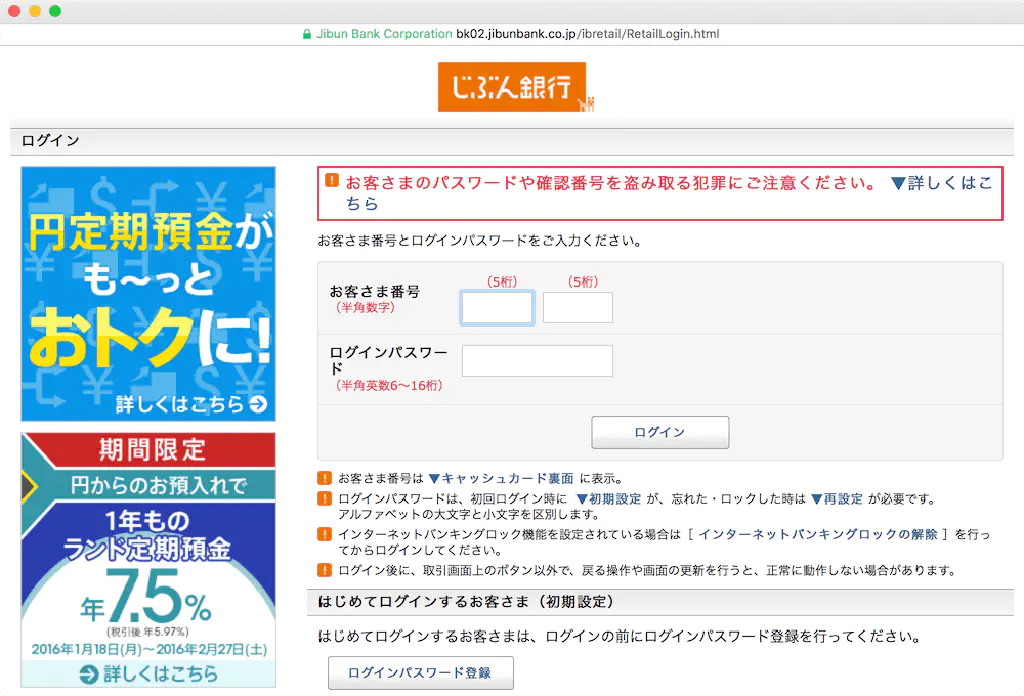 Jibun Bank Corporation bk02.jibunbank.co.jp/ibretail/RetailLogin.html
じぶん銀行
ログイン
円定期預金が
も〜っと
おトクに!
詳しくはこちら
期間限定
円からのお預入れで
1年もの
ランド定期預金
年7.5%
(税引後 年5.97%)
2016年1月18日(月)〜2016年2月27日(土)
詳しくはこちら
お客さまのパスワードや確認番号を盗み取る犯罪にご注意ください。 ▼詳しくはこ
ちら
お客さま番号とログインパスワードをご入力ください。
お客さま番号
(半角数字)
(5桁) (5桁)
ログインパスワー
ド
(半角英数6〜16桁)
ログイン
お客さま番号は ▼キャッシュカード裏面 に表示。
ログインパスワードは、初回ログイン時に ▼初期設定 が、忘れた・ロックした時は ▼再設定 が必要です。
アルファベットの大文字と小文字を区別します。
インターネットバンキングロック機能を設定されている場合は [ インターネットバンキングロックの解除 ] を行っ
てからログインしてください。
ログイン後に、取引画面上のボタン以外で、戻る操作や画面の更新を行うと、正常に動作しない場合があります。
はじめてログインするお客さま（初期設定）
はじめてログインするお客さまは、ログインの前にログインパスワード登録を行ってください。
ログインパスワード登録